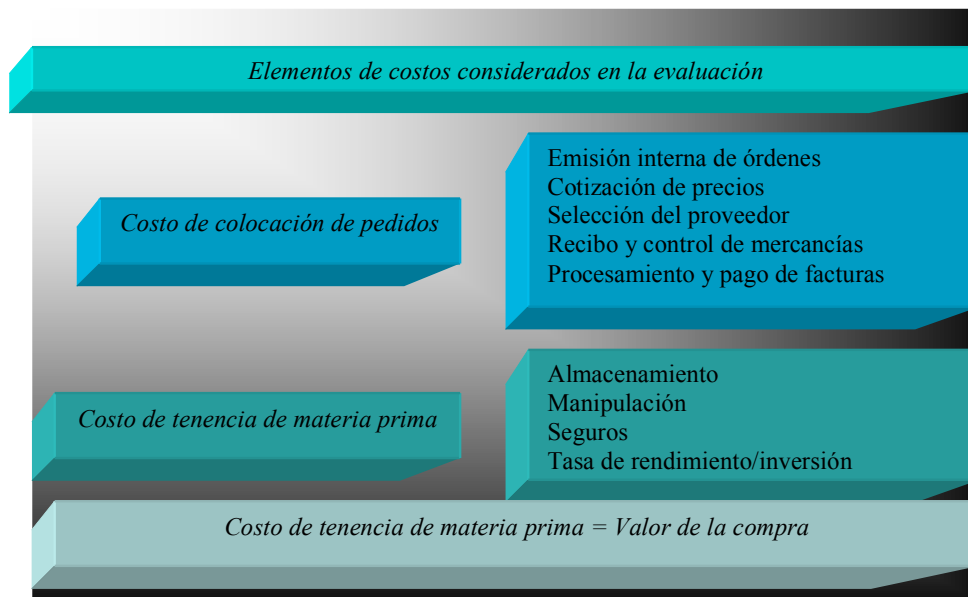 Elementos de costos considerados en la evaluación
Costo de colocación de pedidos
Emisión interna de órdenes
Cotización de precios
Selección del proveedor
Recibo y control de mercancías
Procesamiento y pago de facturas
Costo de tenencia de materia prima
Almacenamiento
Manipulación
Seguros
Tasa de rendimiento/inversión
Costo de tenencia de materia prima = Valor de la compra